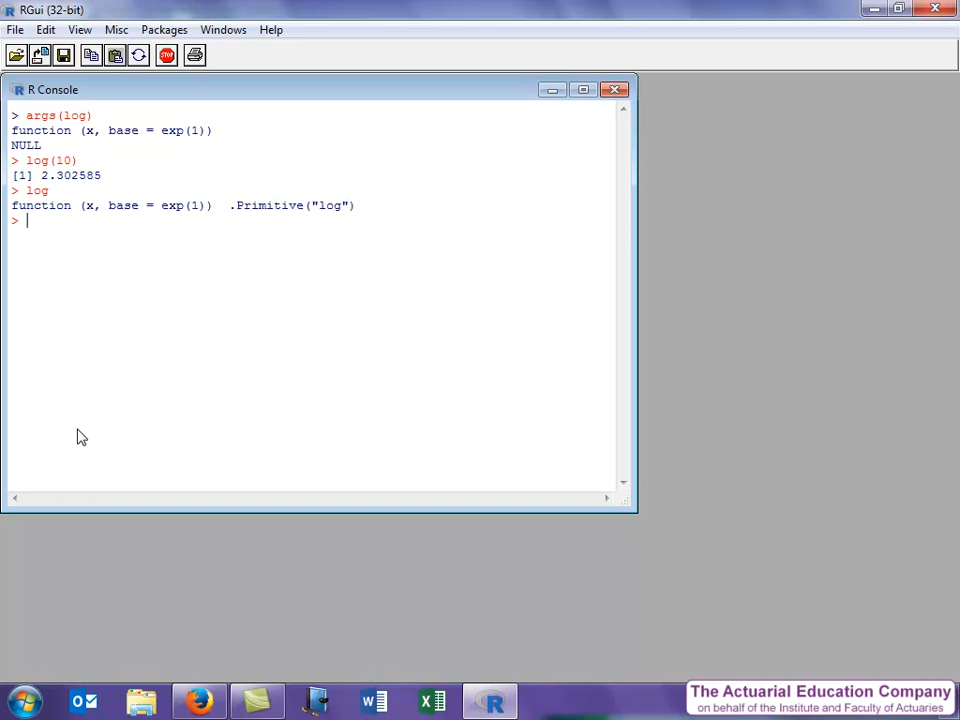 RGui (32-bit)
File Edit View Misc Packages Windows Help
STOP
R Console
> args(log)
function (x, base = exp(1))
NULL
> log(10)
[1] 2.302585
> log
function (x, base = exp(1))  .Primitive("log")
>
The Actuarial Education Company
on behalf of the Institute and Faculty of Actuaries